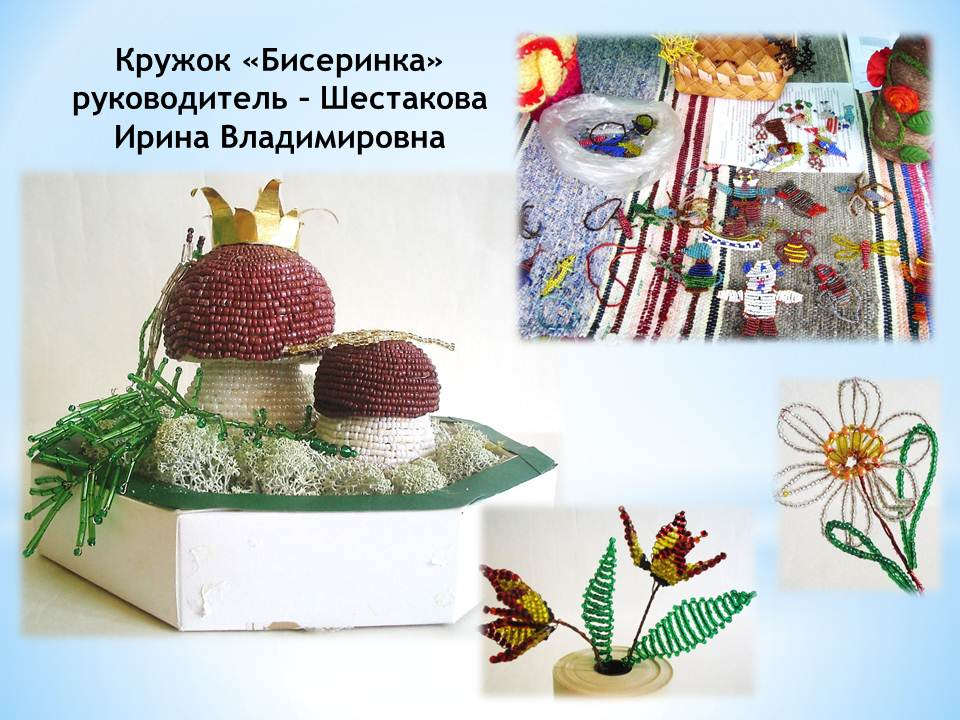 Кружок «Бисеринка»
руководитель – Шестакова
Ирина Владимировна